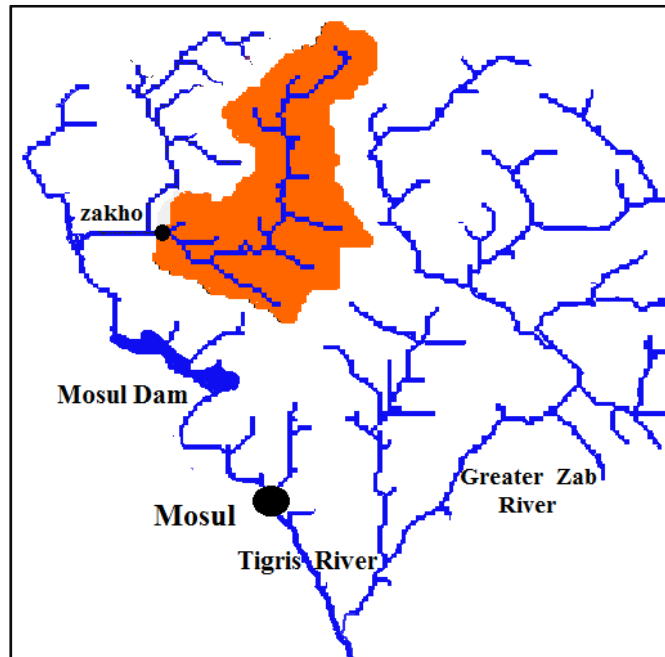 zakho
Mosul Dam
Greater Zab
River
Mosul
Tigris River